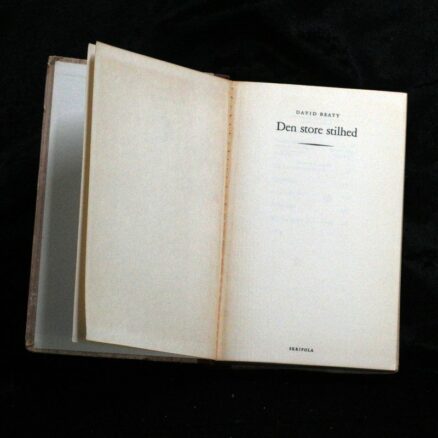 DAVID BEATY
Den store stilhed
SKRIFOLA